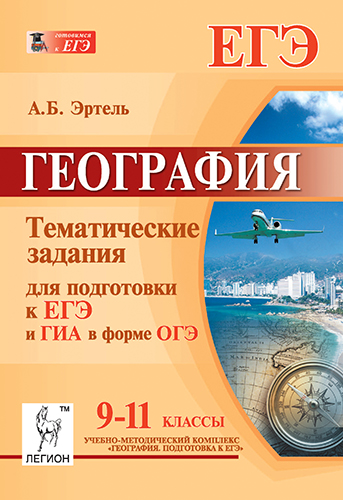 готовимся
к ЕГЭ
ЕГЭ
А.Б. Эртель
ГЕОГРАФИЯ
Тематические
задания
для подготовки
к ЕГЭ
и ГИА в форме ОГЭ
9-11 КЛАССЫ
УЧЕБНО-МЕТОДИЧЕСКИЙ КОМПЛЕКС
«ГЕОГРАФИЯ. ПОДГОТОВКА К ЕГЭ»
TM
ЛЕГИОН